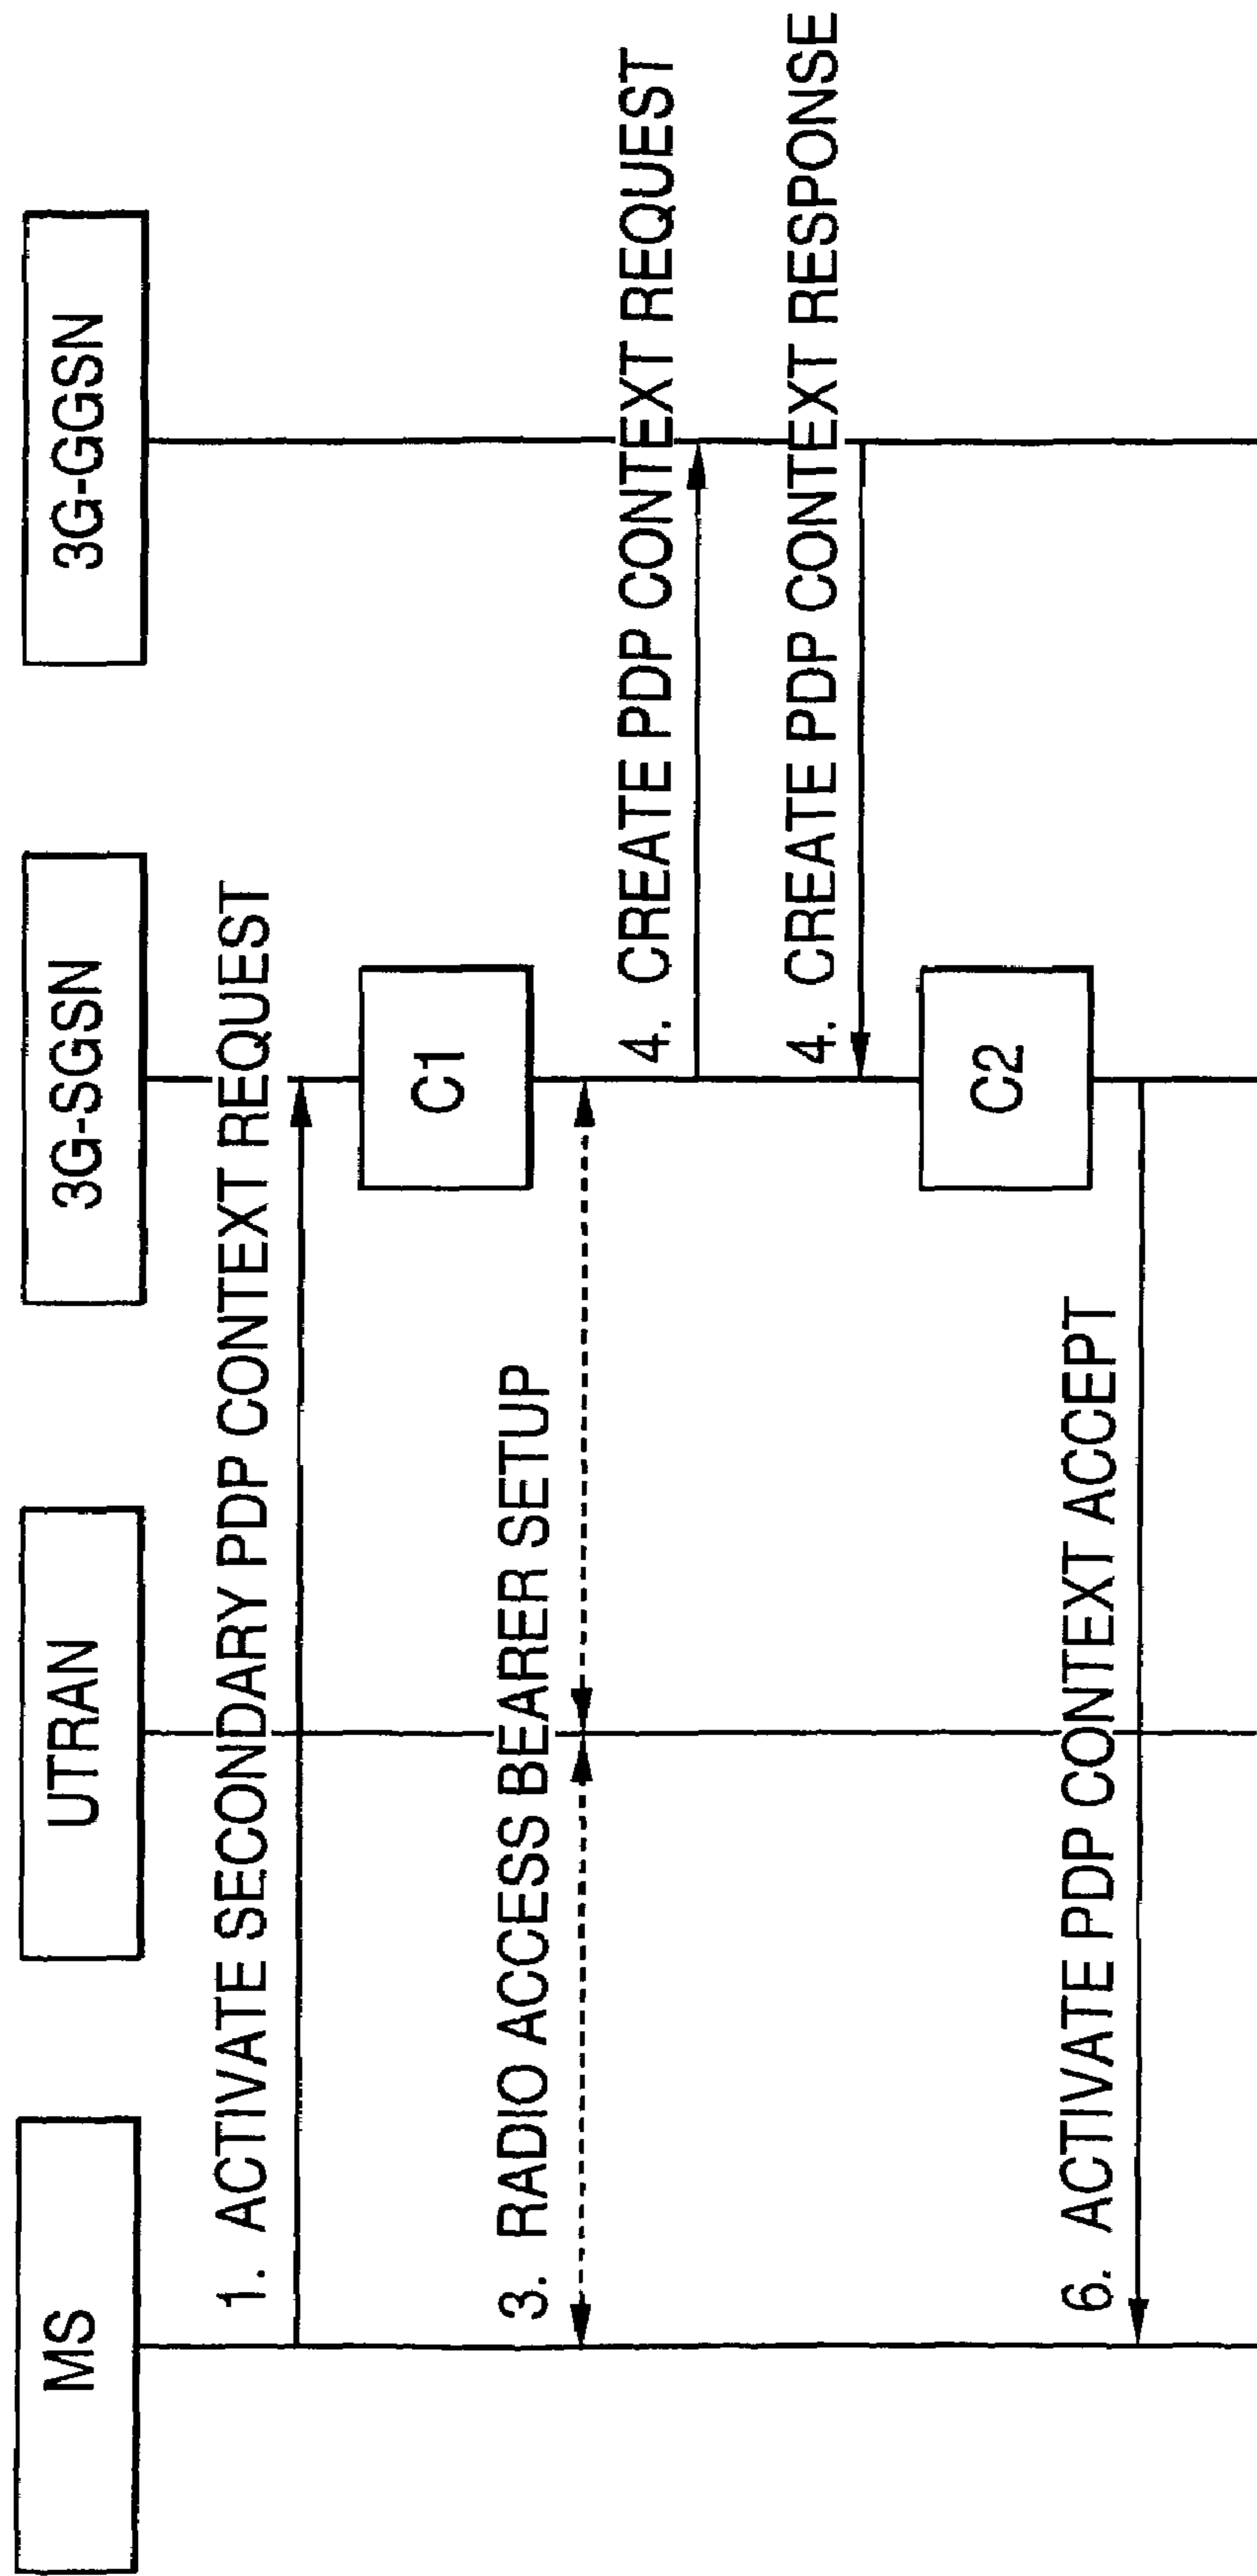 MS
UTRAN
3G-SGSN
3G-GGSN
1. ACTIVATE SECONDARY PDP CONTEXT REQUEST
C1
3. RADIO ACCESS BEARER SETUP
4. CREATE PDP CONTEXT REQUEST
4. CREATE PDP CONTEXT RESPONSE
C2
6. ACTIVATE PDP CONTEXT ACCEPT